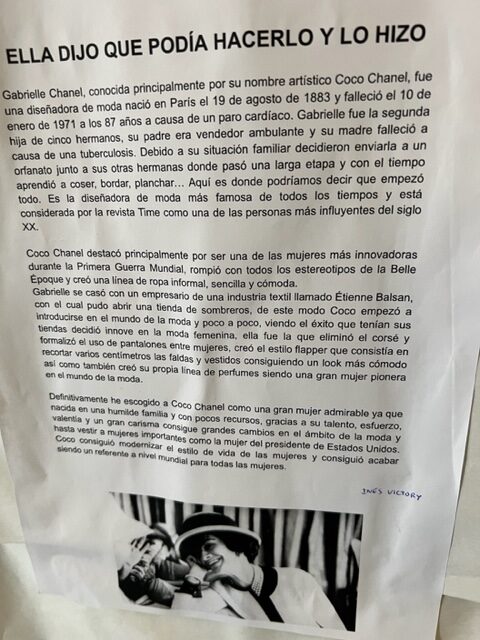 ELLA DIJO QUE PODÍA HACERLO Y LO HIZO
Gabrielle Chanel, conocida principalmente por su nombre artístico Coco Chanel, fue
una diseñadora de moda nació en París el 19 de agosto de 1883 y falleció el 10 de
enero de 1971 a los 87 años a causa de un paro cardíaco. Gabrielle fue la segunda
hija de cinco hermanos, su padre era vendedor ambulante y su madre falleció a
causa de una tuberculosis. Debido a su situación familiar decidieron enviarla a un
orfanato junto a sus otras hermanas donde pasó una larga etapa y con el tiempo
aprendió a coser, bordar, planchar... Aquí es donde podríamos decir que empezó
todo. Es la diseñadora de moda más famosa de todos los tiempos y está
considerada por la revista Time como una de las personas más influyentes del siglo
XX.
Coco Chanel destacó principalmente por ser una de las mujeres más innovadoras
durante la Primera Guerra Mundial, rompió con todos los estereotipos de la Belle
Époque y creó una línea de ropa informal, sencilla y cómoda.
Gabrielle se casó con un empresario de una industria textil llamado Étienne Balsan,
con el cual pudo abrir una tienda de sombreros, de este modo Coco empezó a
introducirse en el mundo de la moda y poco a poco, viendo el éxito que tenían sus
tiendas decidió innove en la moda femenina, ella fue la que eliminó el corsé y
formalizó el uso de pantalones entre mujeres, creó el estilo flapper que consistía en
recortar varios centímetros las faldas y vestidos consiguiendo un look más cómodo
así como también creó su propia línea de perfumes siendo una gran mujer pionera
en el mundo de la moda.
Definitivamente he escogido a Coco Chanel como una gran mujer admirable ya que
nacida en una humilde familia y con pocos recursos, gracias a su talento, esfuerzo,
valentía y un gran carisma consigue grandes cambios en el ámbito de la moda y
hasta vestir a mujeres importantes como la mujer del presidente de Estados Unidos.
Coco consiguió modernizar el estilo de vida de las mujeres y consiguió acabar
siendo un referente a nivel mundial para todas las mujeres.
INÉS VICTORY